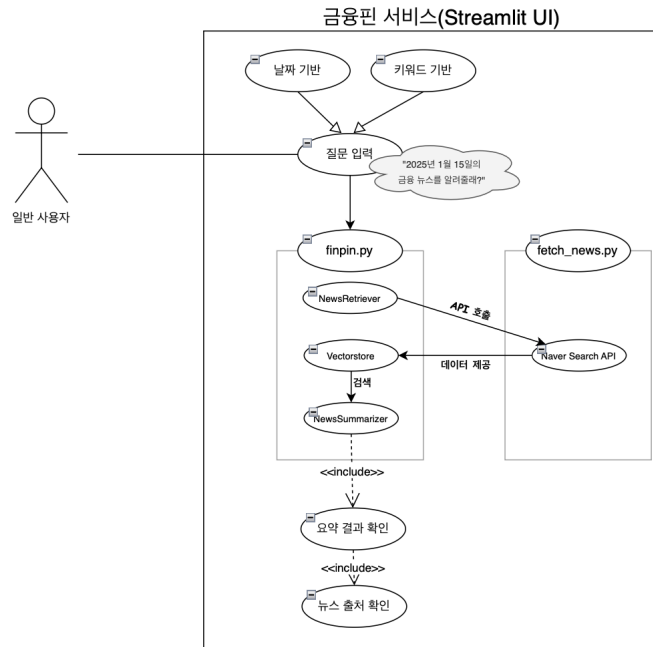 금융핀 서비스(Streamlit UI)
날짜 기반
키워드 기반
질문 입력
"2025년 1월 15일의
금융 뉴스를 알려줄래?"
일반 사용자
finpin.py
fetch_news.py
NewsRetriever
API 호출
Vectorstore
데이터 제공
Naver Search API
검색
NewsSummarizer
<<include>>
요약 결과 확인
<<include>>
뉴스 출처 확인